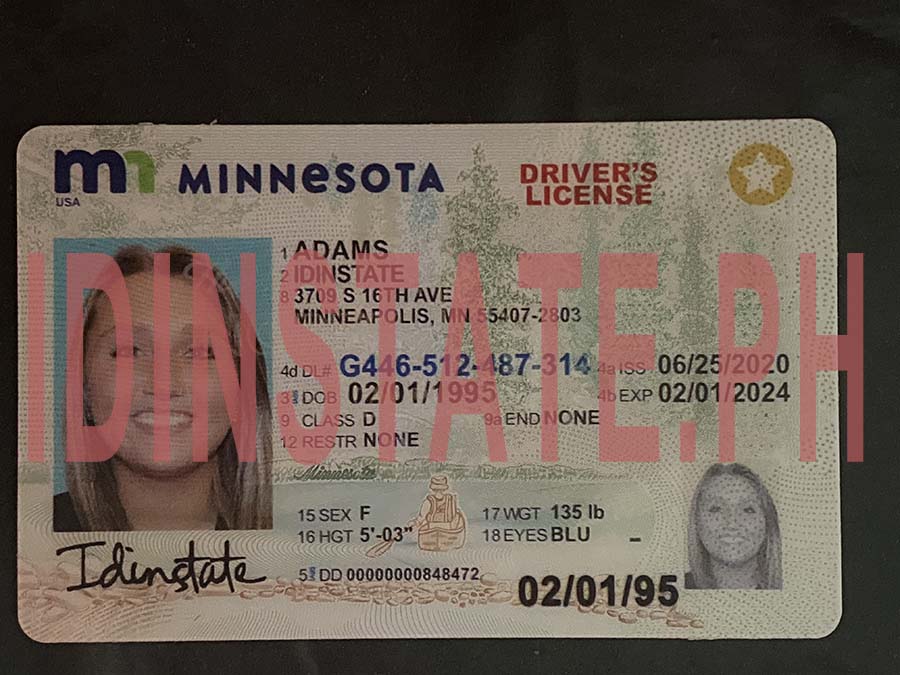 mn MINNESOTA
USA
DRIVER'S
LICENSE
1 ADAMS
2 IDINSTATE
8 3709 S 16TH AVE
MINNEAPOLIS, MN 55407-2803
4d DL# G446-512-487-314 4a ISS 06/25/2020
3 DOB 02/01/1995 4b EXP 02/01/2024
9 CLASS D 9a END NONE
12 RESTR NONE
Minnesota
15 SEX F 17 WGT 135 lb
16 HGT 5'-03" 18 EYES BLU
5 DD 00000000848472
Idinstate
02/01/95
IDINSTATE.PH